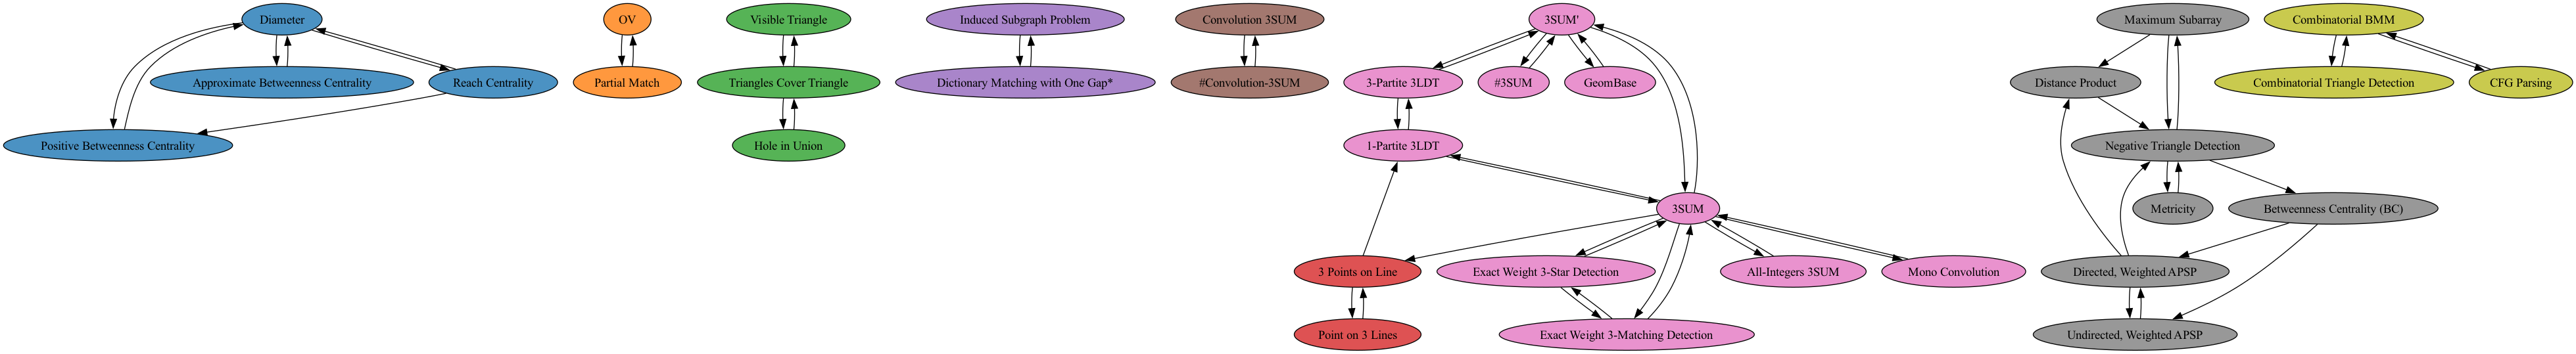 Diameter
OV
Visible Triangle
Induced Subgraph Problem
Convolution 3SUM
3SUM'
Maximum Subarray
Combinatorial BMM
Approximate Betweenness Centrality
Reach Centrality
Partial Match
Triangles Cover Triangle
Dictionary Matching with One Gap*
#Convolution-3SUM
3-Partite 3LDT
#3SUM
GeomBase
Distance Product
Combinatorial Triangle Detection
CFG Parsing
Positive Betweenness Centrality
Hole in Union
1-Partite 3LDT
Negative Triangle Detection
3SUM
Metricity
Betweenness Centrality (BC)
3 Points on Line
Exact Weight 3-Star Detection
All-Integers 3SUM
Mono Convolution
Directed, Weighted APSP
Point on 3 Lines
Exact Weight 3-Matching Detection
Undirected, Weighted APSP